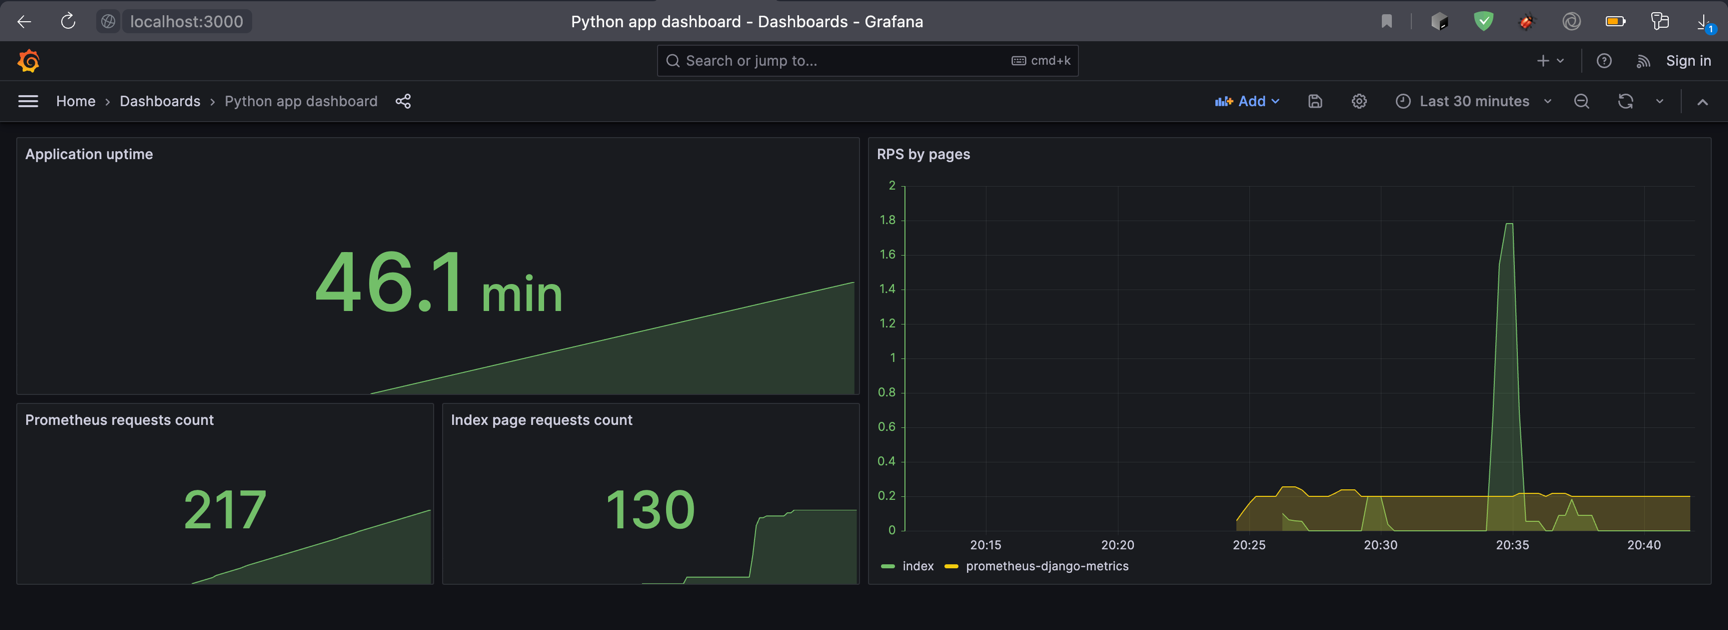 localhost:3000
Python app dashboard - Dashboards - Grafana
1
Search or jump to...
cmd+k
Sign in
Home › Dashboards › Python app dashboard
Add
Last 30 minutes
Application uptime
46.1 min
Prometheus requests count
217
Index page requests count
130
RPS by pages
2
1.8
1.6
1.4
1.2
1
0.8
0.6
0.4
0.2
0
20:15 20:20 20:25 20:30 20:35 20:40
index prometheus-django-metrics